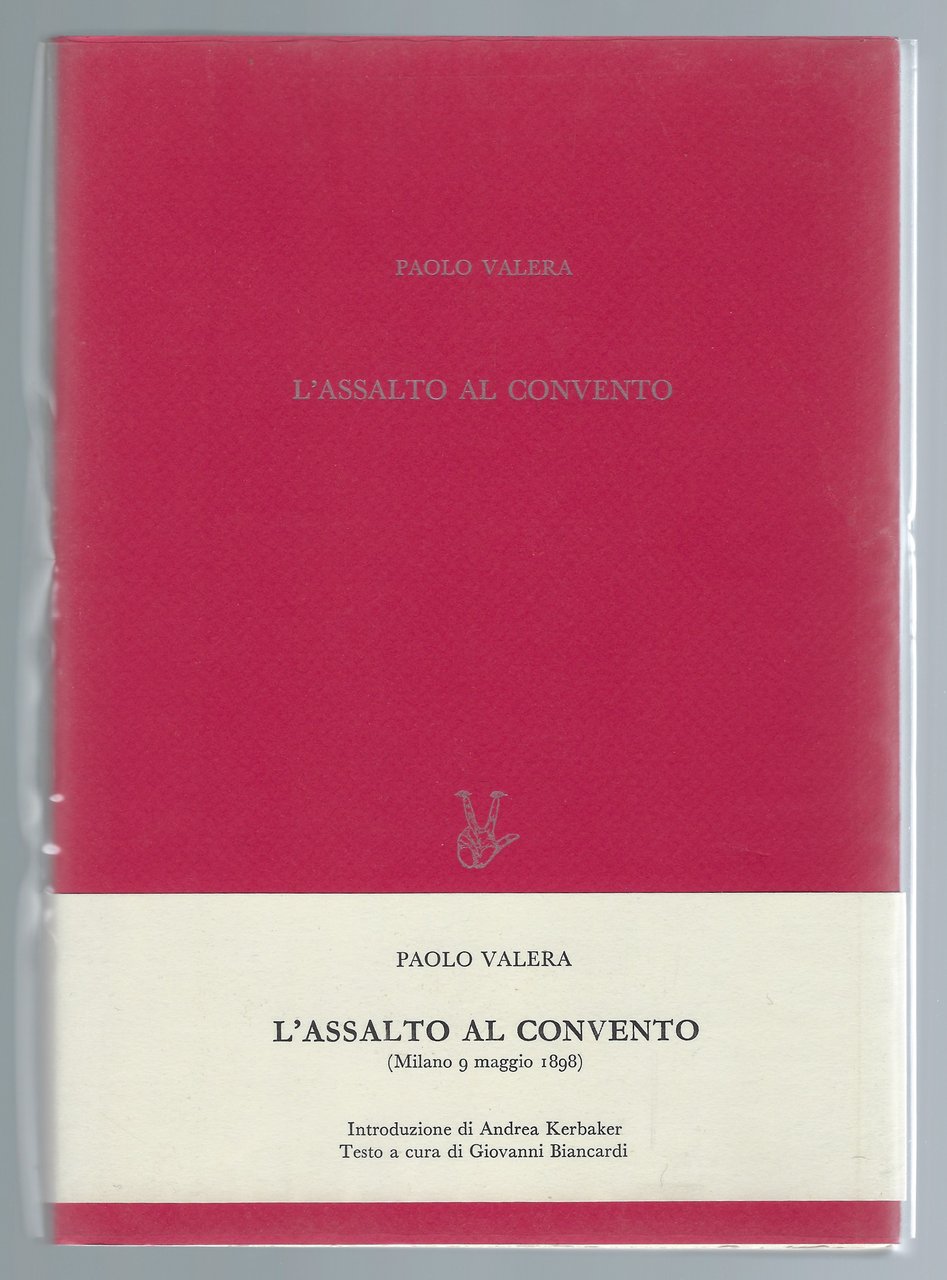 PAOLO VALERA
L’ASSALTO AL CONVENTO
PAOLO VALERA
L’ASSALTO AL CONVENTO
(Milano 9 maggio 1898)
Introduzione di Andrea Kerbaker
Testo a cura di Giovanni Biancardi